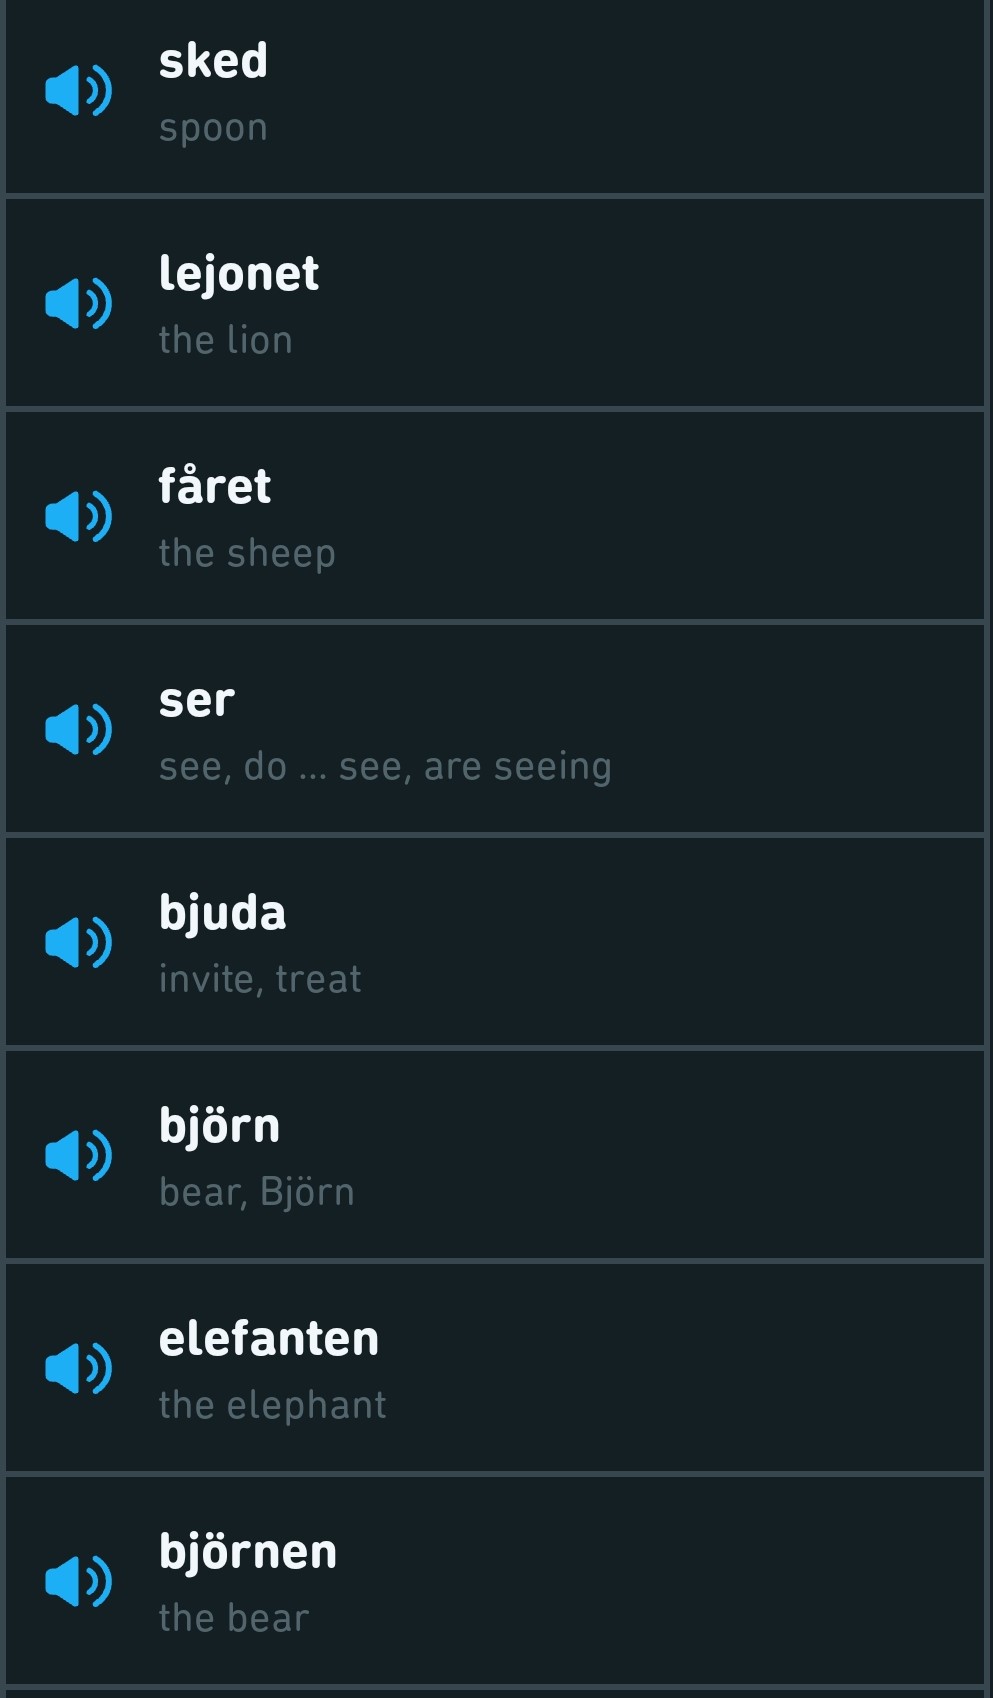 sked
spoon
lejonet
the lion
fåret
the sheep
ser
see, do ... see, are seeing
bjuda
invite, treat
björn
bear, Björn
elefanten
the elephant
björnen
the bear